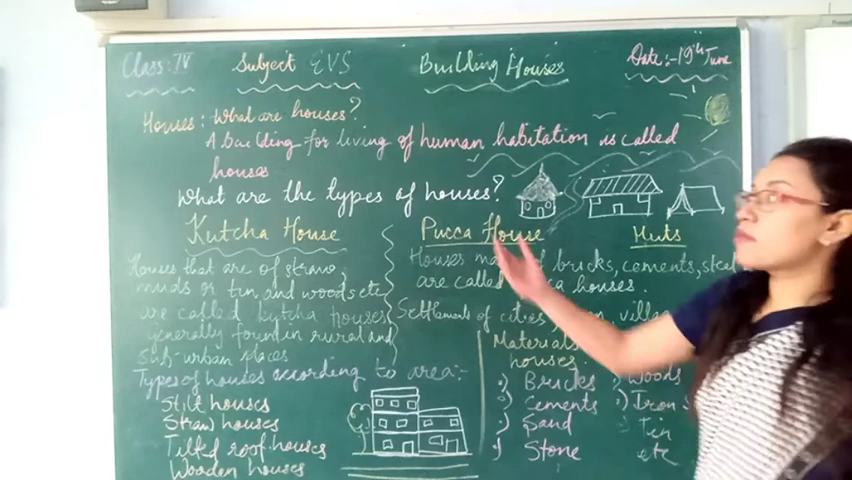 Class: IV Subject EVS Building Houses Date:-19th June
Houses: What are houses?
A building for living of human habitation is called
houses
What are the types of houses?
Kutcha House Pucca House Huts
Houses that are of straw,
muds or tin and woods etc
are called kutcha houses
generally found in rural and
sub-urban places
Houses made of bricks, cements, steel
are called houses.
Settlements of cities,
Types of houses according to area:-
Stilt houses
Straw houses
Tilted roof houses
Wooden houses
Materials
houses.
Bricks
Cements
Sand
Stone
Woods
Iron
Tin
etc